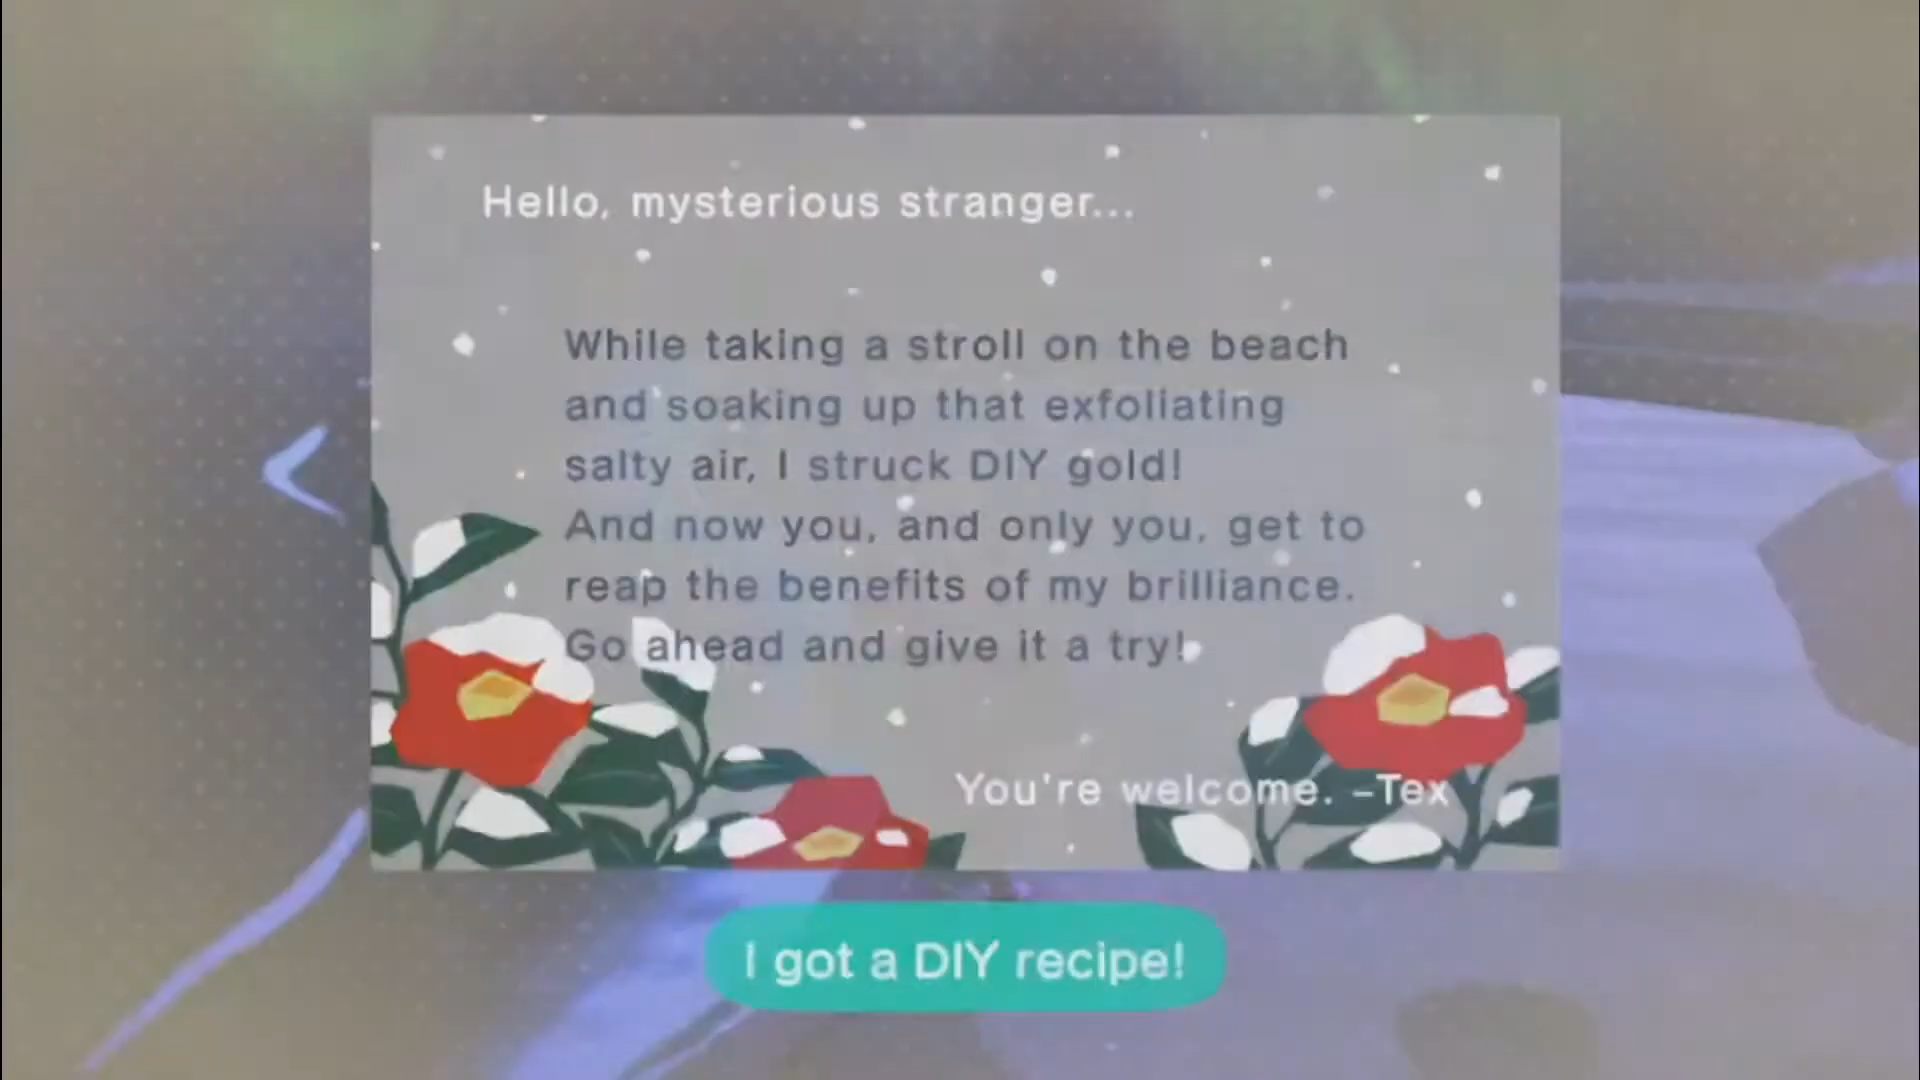 Hello, mysterious stranger...
While taking a stroll on the beach
and soaking up that exfoliating
salty air, I struck DIY gold!
And now you, and only you, get to
reap the benefits of my brilliance.
Go ahead and give it a try!
You're welcome. –Tex
I got a DIY recipe!